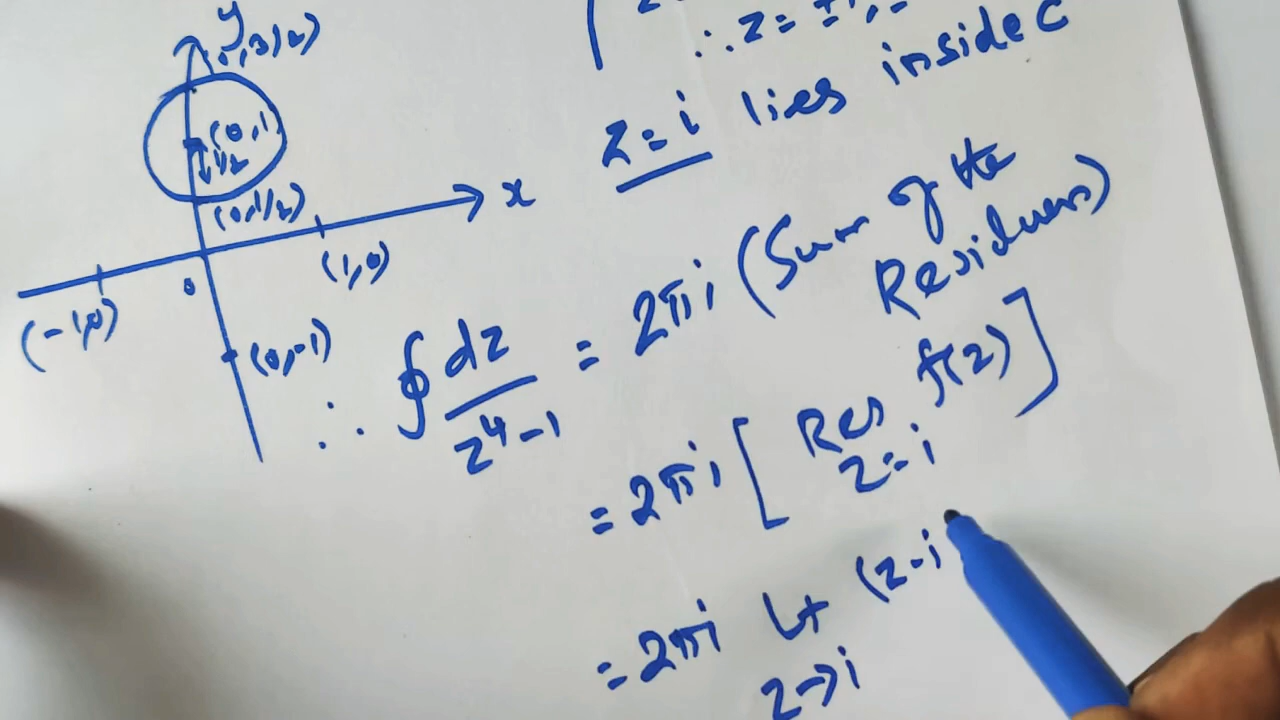 y
(0,3/2)
(0,1
1/2
(0,1/2)
x
0
(1,0)
(-1,0)
(0,-1)
∴ z = ±1,
z = i lies inside C
∴ ∮ dz / z⁴-1 = 2πi (Sum of the Residues)
= 2πi [ Res f(z) ]
z=i
= 2πi Lt (z-i
z→i